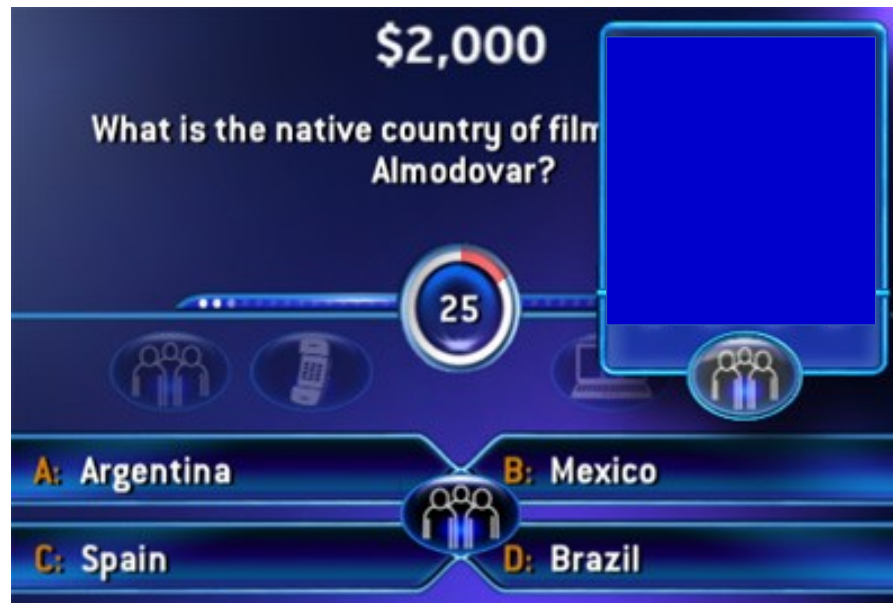 $2,000
What is the native country of film
Almodovar?
25
A: Argentina
B: Mexico
C: Spain
D: Brazil